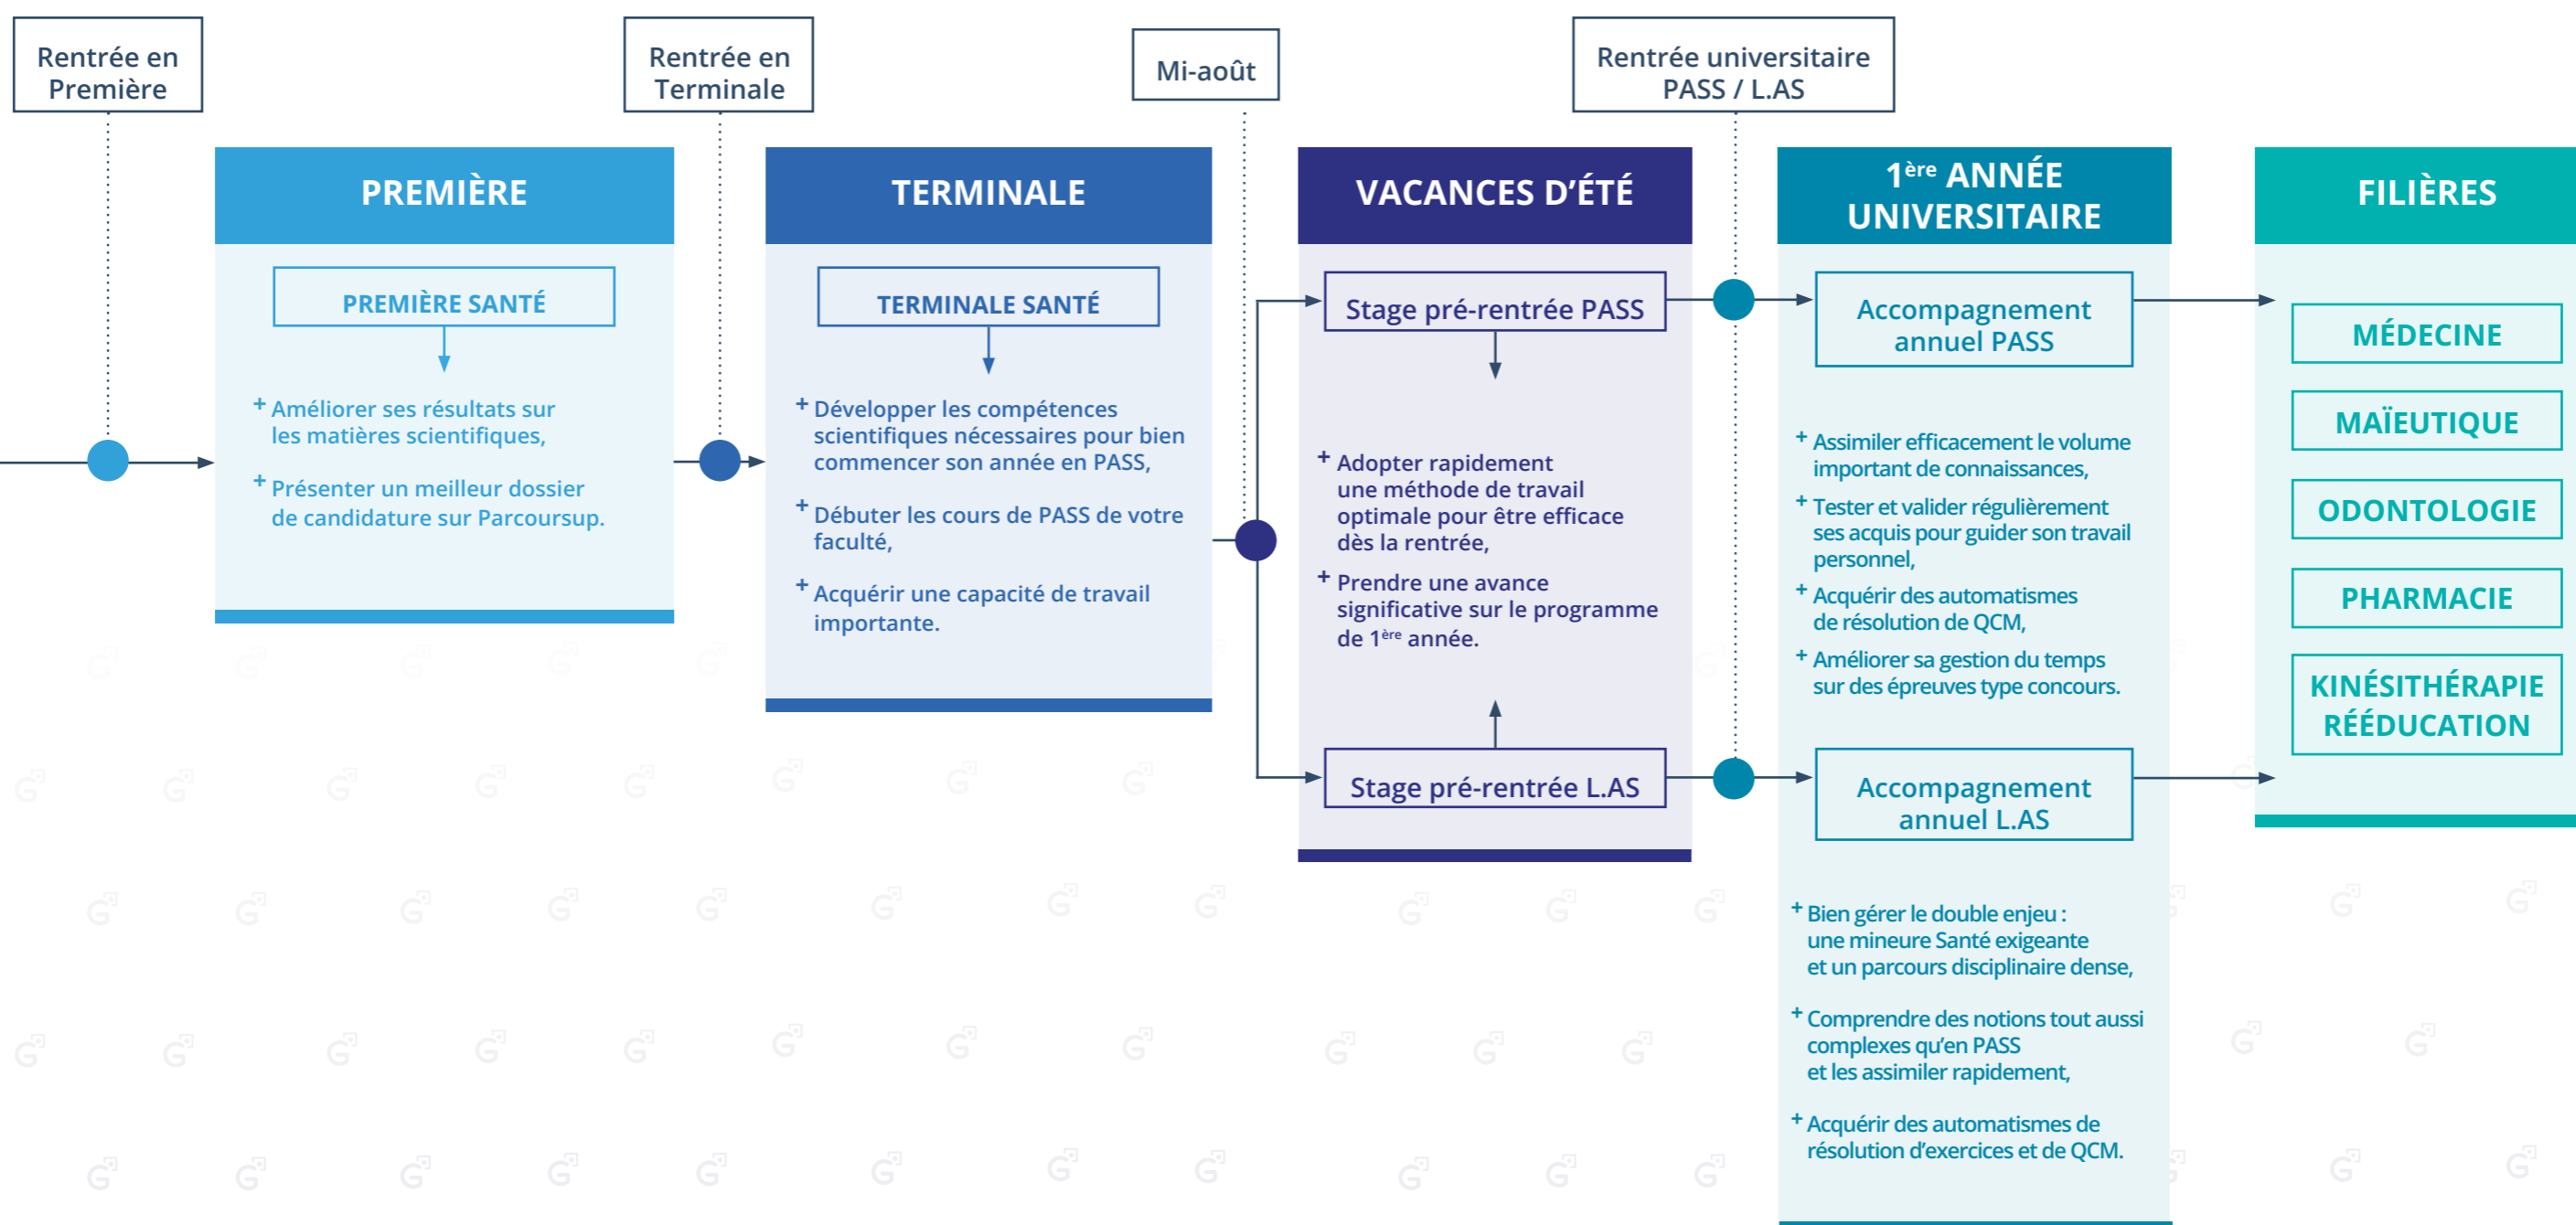 Rentrée en
Première
Rentrée en
Terminale
Mi-août
Rentrée universitaire
PASS / L.AS
PREMIÈRE
PREMIÈRE SANTÉ
+ Améliorer ses résultats sur
les matières scientifiques,
+ Présenter un meilleur dossier
de candidature sur Parcoursup.
TERMINALE
TERMINALE SANTÉ
+ Développer les compétences
scientifiques nécessaires pour bien
commencer son année en PASS,
+ Débuter les cours de PASS de votre
faculté,
+ Acquérir une capacité de travail
importante.
VACANCES D’ÉTÉ
Stage pré-rentrée PASS
+ Adopter rapidement
une méthode de travail
optimale pour être efficace
dès la rentrée,
+ Prendre une avance
significative sur le programme
de 1ère année.
Stage pré-rentrée L.AS
1ère ANNÉE
UNIVERSITAIRE
Accompagnement
annuel PASS
+ Assimiler efficacement le volume
important de connaissances,
+ Tester et valider régulièrement
ses acquis pour guider son travail
personnel,
+ Acquérir des automatismes
de résolution de QCM,
+ Améliorer sa gestion du temps
sur des épreuves type concours.
Accompagnement
annuel L.AS
+ Bien gérer le double enjeu :
une mineure Santé exigeante
et un parcours disciplinaire dense,
+ Comprendre des notions tout aussi
complexes qu’en PASS
et les assimiler rapidement,
+ Acquérir des automatismes de
résolution d’exercices et de QCM.
FILIÈRES
MÉDECINE
MAÏEUTIQUE
ODONTOLOGIE
PHARMACIE
KINÉSITHÉRAPIE
RÉÉDUCATION